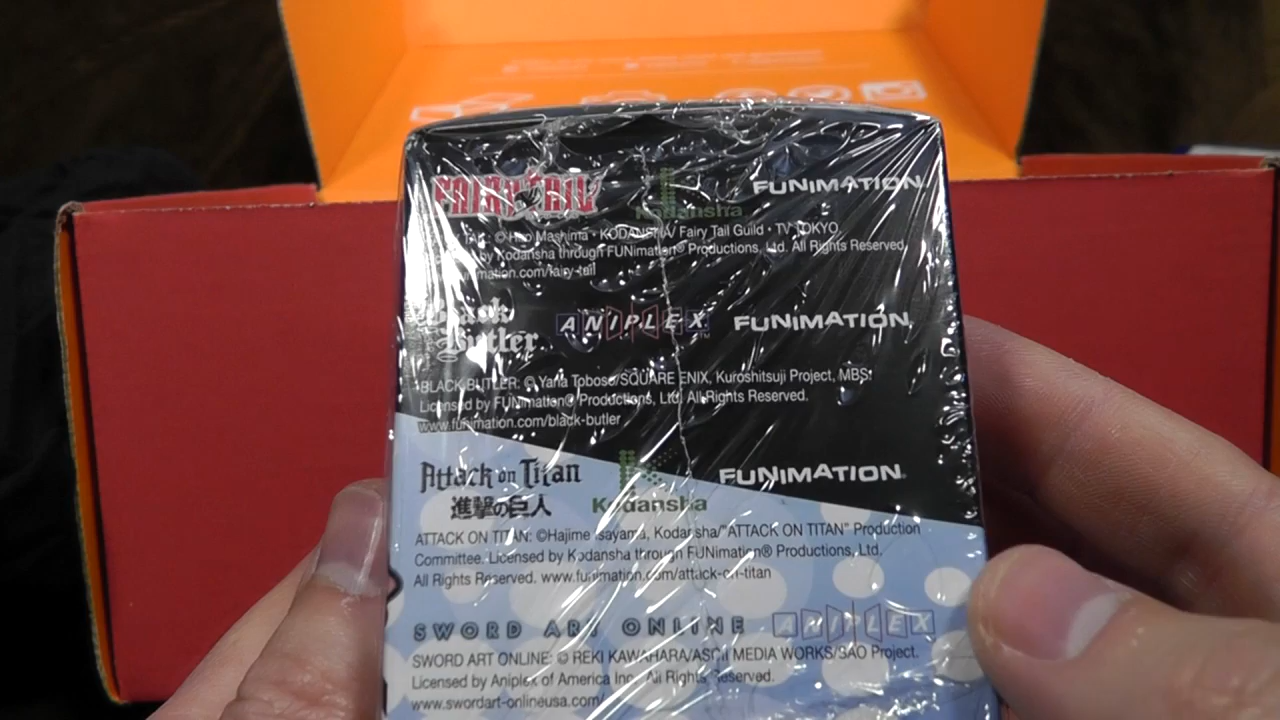 FAIRY TAIL Kodansha FUNIMATION
© Hiro Mashima • KODANSHA/ Fairy Tail Guild • TV TOKYO
by Kodansha through FUNimation® Productions, Ltd. All Rights Reserved.
nimation.com/fairy-tail
Black Butler ANIPLEX ™ FUNIMATION
BLACK BUTLER: © Yana Toboso/SQUARE ENIX, Kuroshitsuji Project, MBS.
Licensed by FUNimation® Productions, Ltd. All Rights Reserved.
www.funimation.com/black-butler
Attack on Titan Kodansha FUNIMATION®
進撃の巨人
ATTACK ON TITAN: ©Hajime Isayama, Kodansha/"ATTACK ON TITAN" Production
Committee. Licensed by Kodansha through FUNimation® Productions, Ltd.
All Rights Reserved. www.funimation.com/attack-on-titan
SWORD ART ONLINE ANIPLEX
SWORD ART ONLINE: © REKI KAWAHARA/ASCII MEDIA WORKS/SAO Project.
Licensed by Aniplex of America Inc. All Rights Reserved.
www.swordart-onlineusa.com/